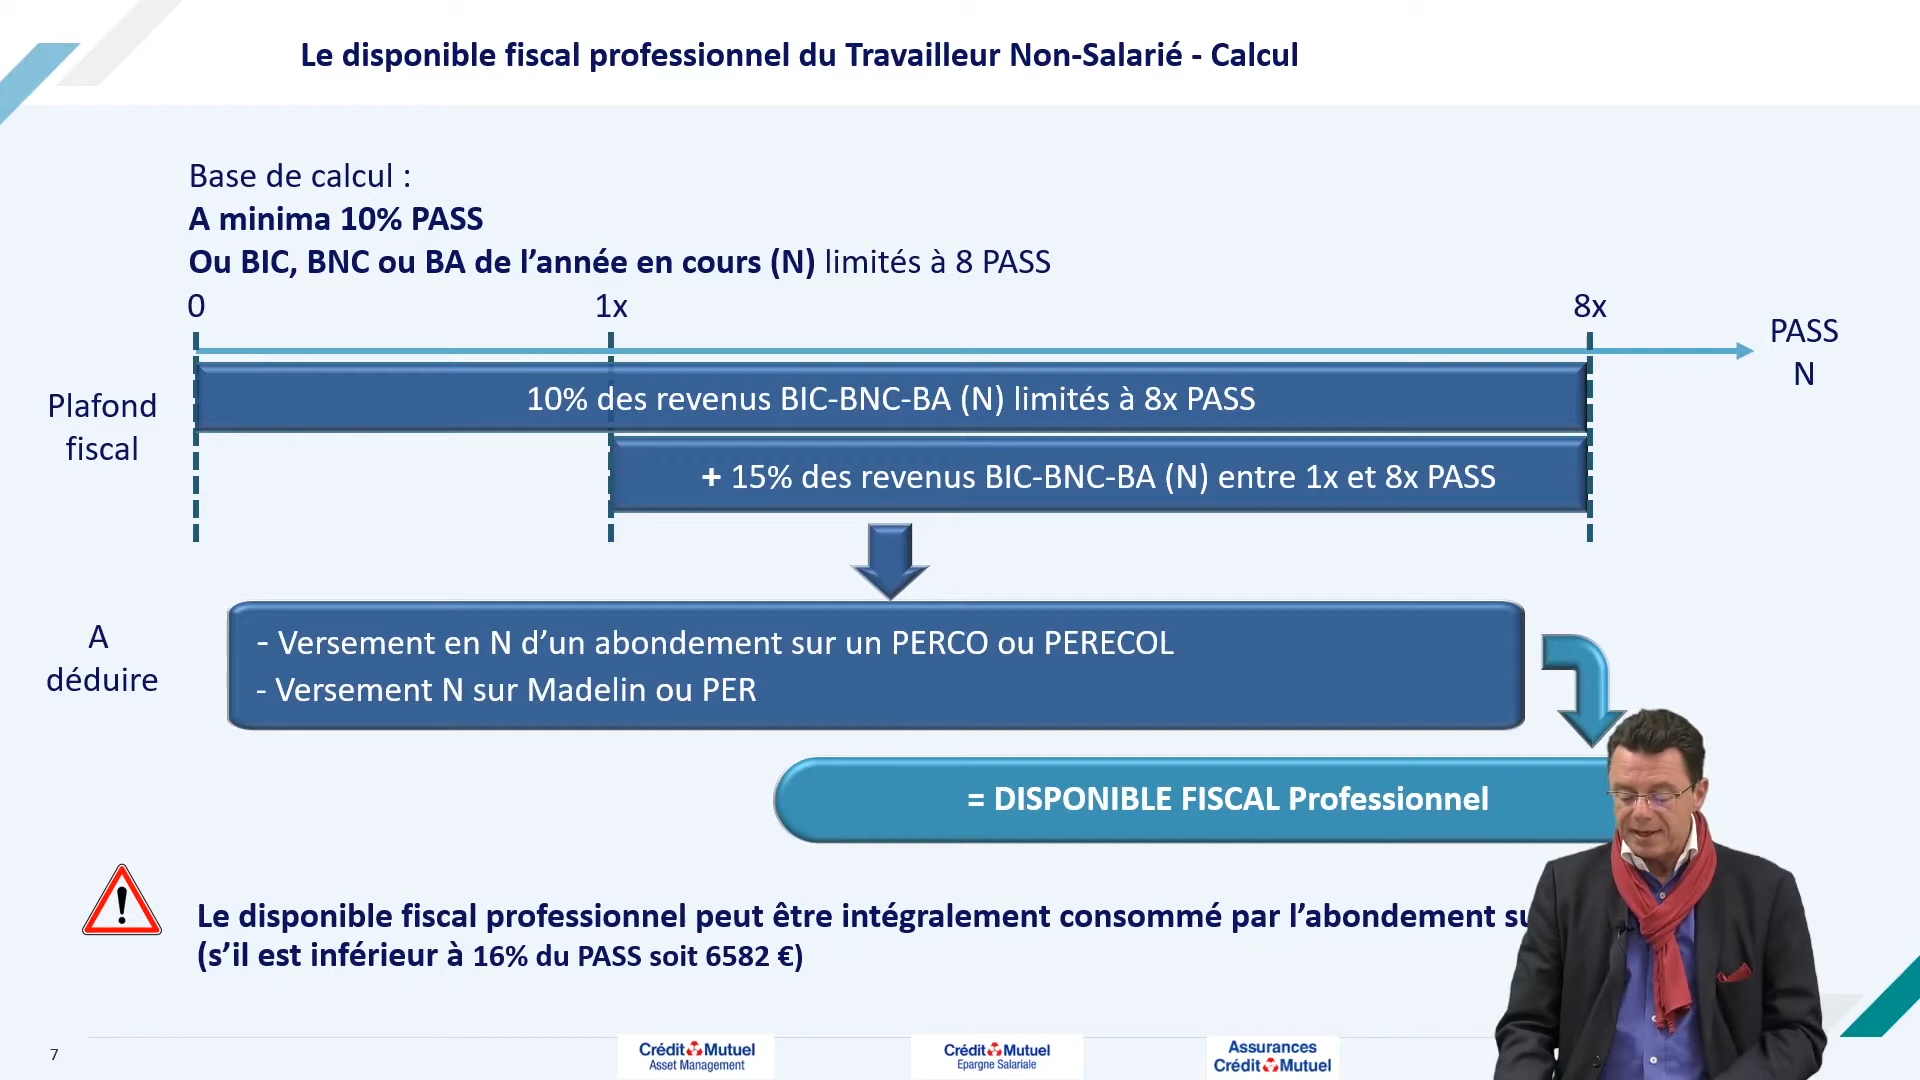 Le disponible fiscal professionnel du Travailleur Non-Salarié - Calcul
Base de calcul :
A minima 10% PASS
Ou BIC, BNC ou BA de l’année en cours (N) limités à 8 PASS
0
1x
8x
PASS
N
Plafond
fiscal
10% des revenus BIC-BNC-BA (N) limités à 8x PASS
+ 15% des revenus BIC-BNC-BA (N) entre 1x et 8x PASS
A
déduire
- Versement en N d’un abondement sur un PERCO ou PERECOL
- Versement N sur Madelin ou PER
= DISPONIBLE FISCAL Professionnel
Le disponible fiscal professionnel peut être intégralement consommé par l’abondement
(s’il est inférieur à 16% du PASS soit 6582 €)
7
Crédit Mutuel
Asset Management
Crédit Mutuel
Epargne Salariale
Assurances
Crédit Mutuel